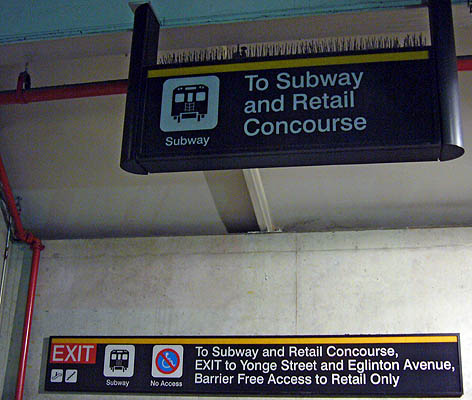 To Subway
and Retail
Concourse
Subway
EXIT
Subway
No Access
To Subway and Retail Concourse,
EXIT to Yonge Street and Eglinton Avenue,
Barrier Free Access to Retail Only